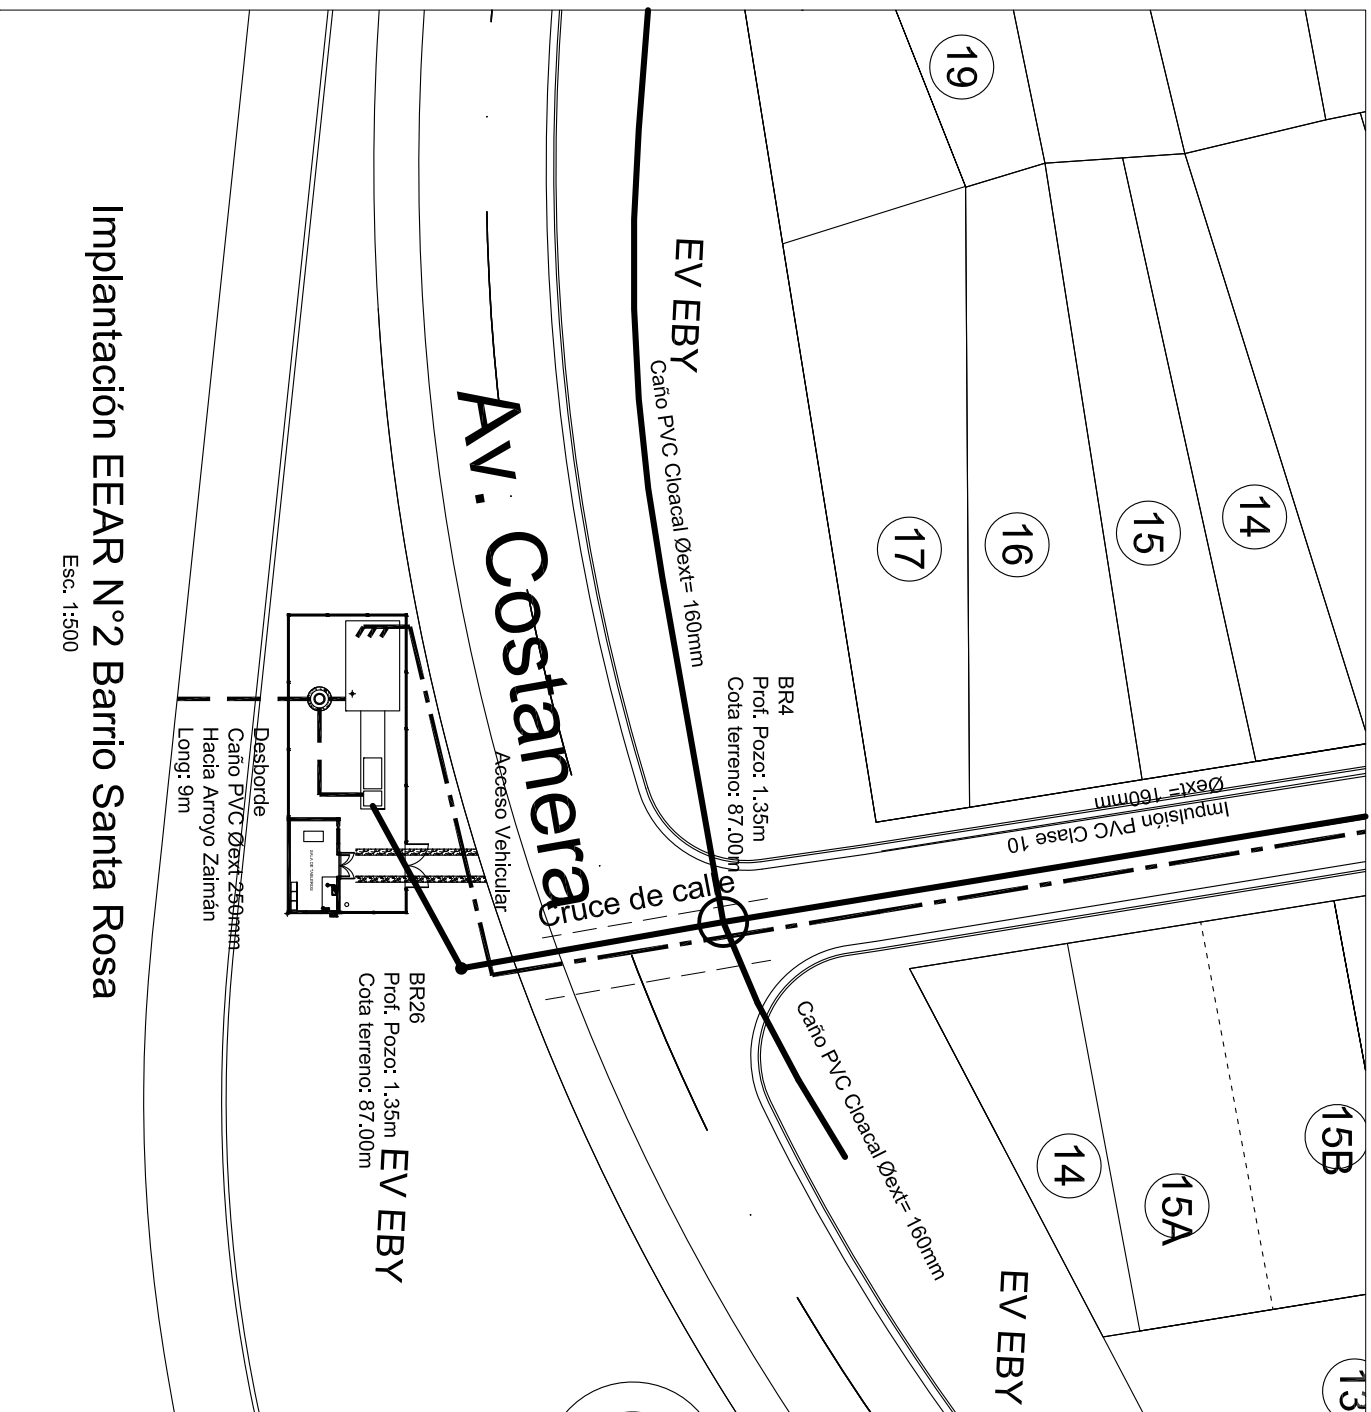 19
17
16
15
14
EV EBY
Caño PVC Cloacal Øext= 160mm
BR4
Prof. Pozo: 1.35m
Cota terreno: 87.00m
Impulsión PVC Clase 10
Øext= 160mm
Av. Costanera
Cruce de calle
Acceso Vehicular
Desborde
Caño PVC Øext 250mm
Hacia Arroyo Zaimán
Long: 9m
SALA DE TABLEROS
BR26
Prof. Pozo: 1.35m
Cota terreno: 87.00m
EV EBY
Caño PVC Cloacal Øext= 160mm
EV EBY
14
15A
15B
13
Implantación EEAR N°2 Barrio Santa Rosa
Esc. 1:500